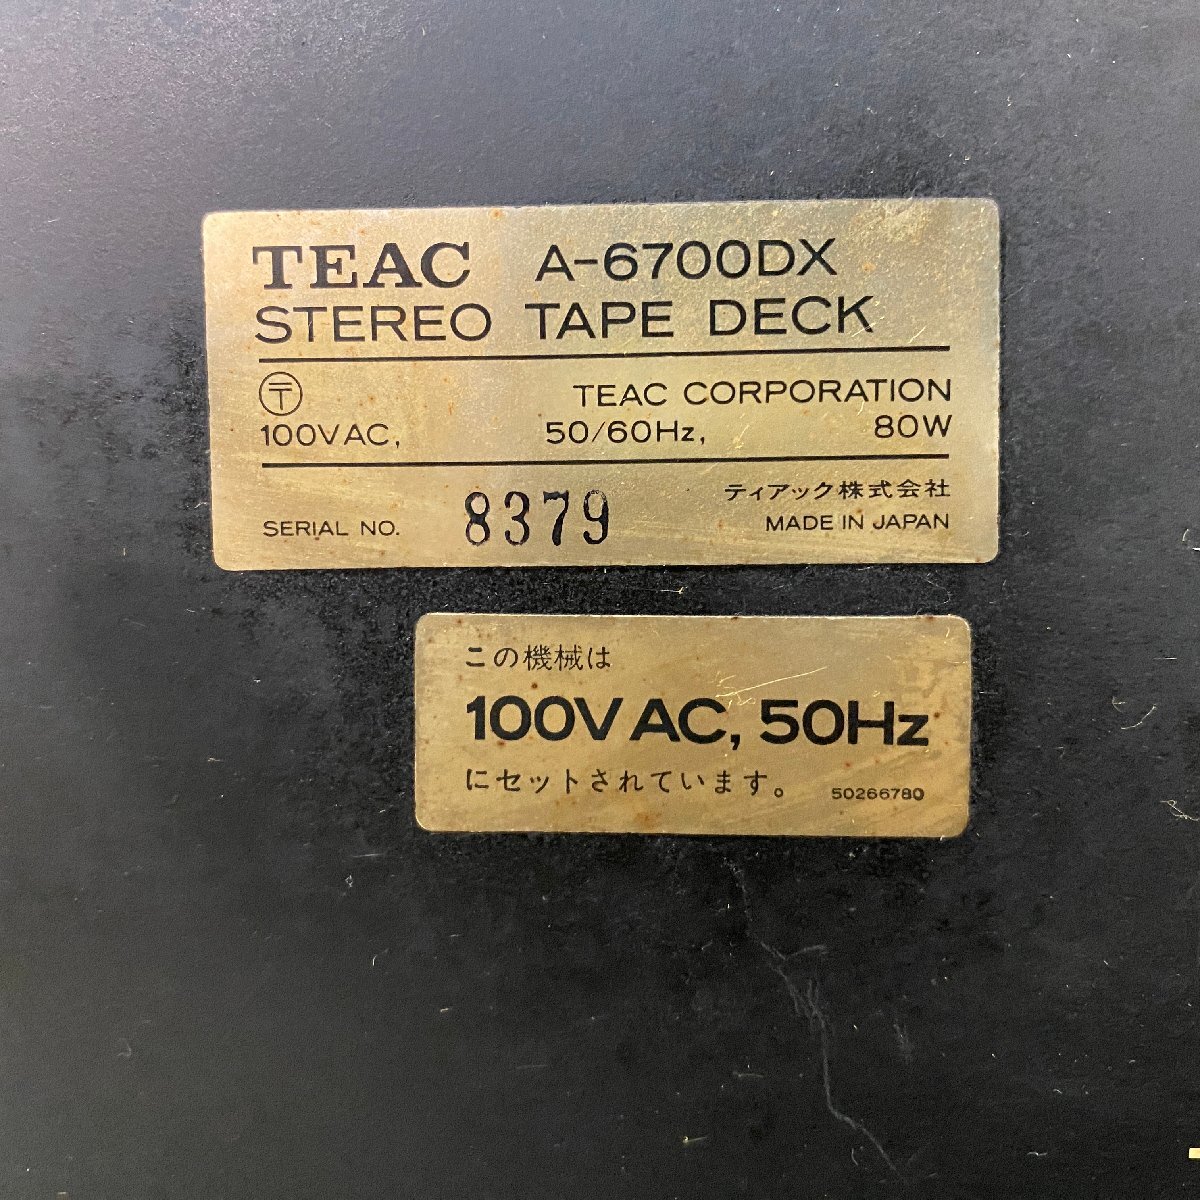 TEAC A-6700DX
STEREO TAPE DECK
〒 TEAC CORPORATION
100VAC, 50/60Hz, 80W
ティアック株式会社
SERIAL NO. 8379 MADE IN JAPAN
この機械は
100VAC, 50Hz
にセットされています。 50266780